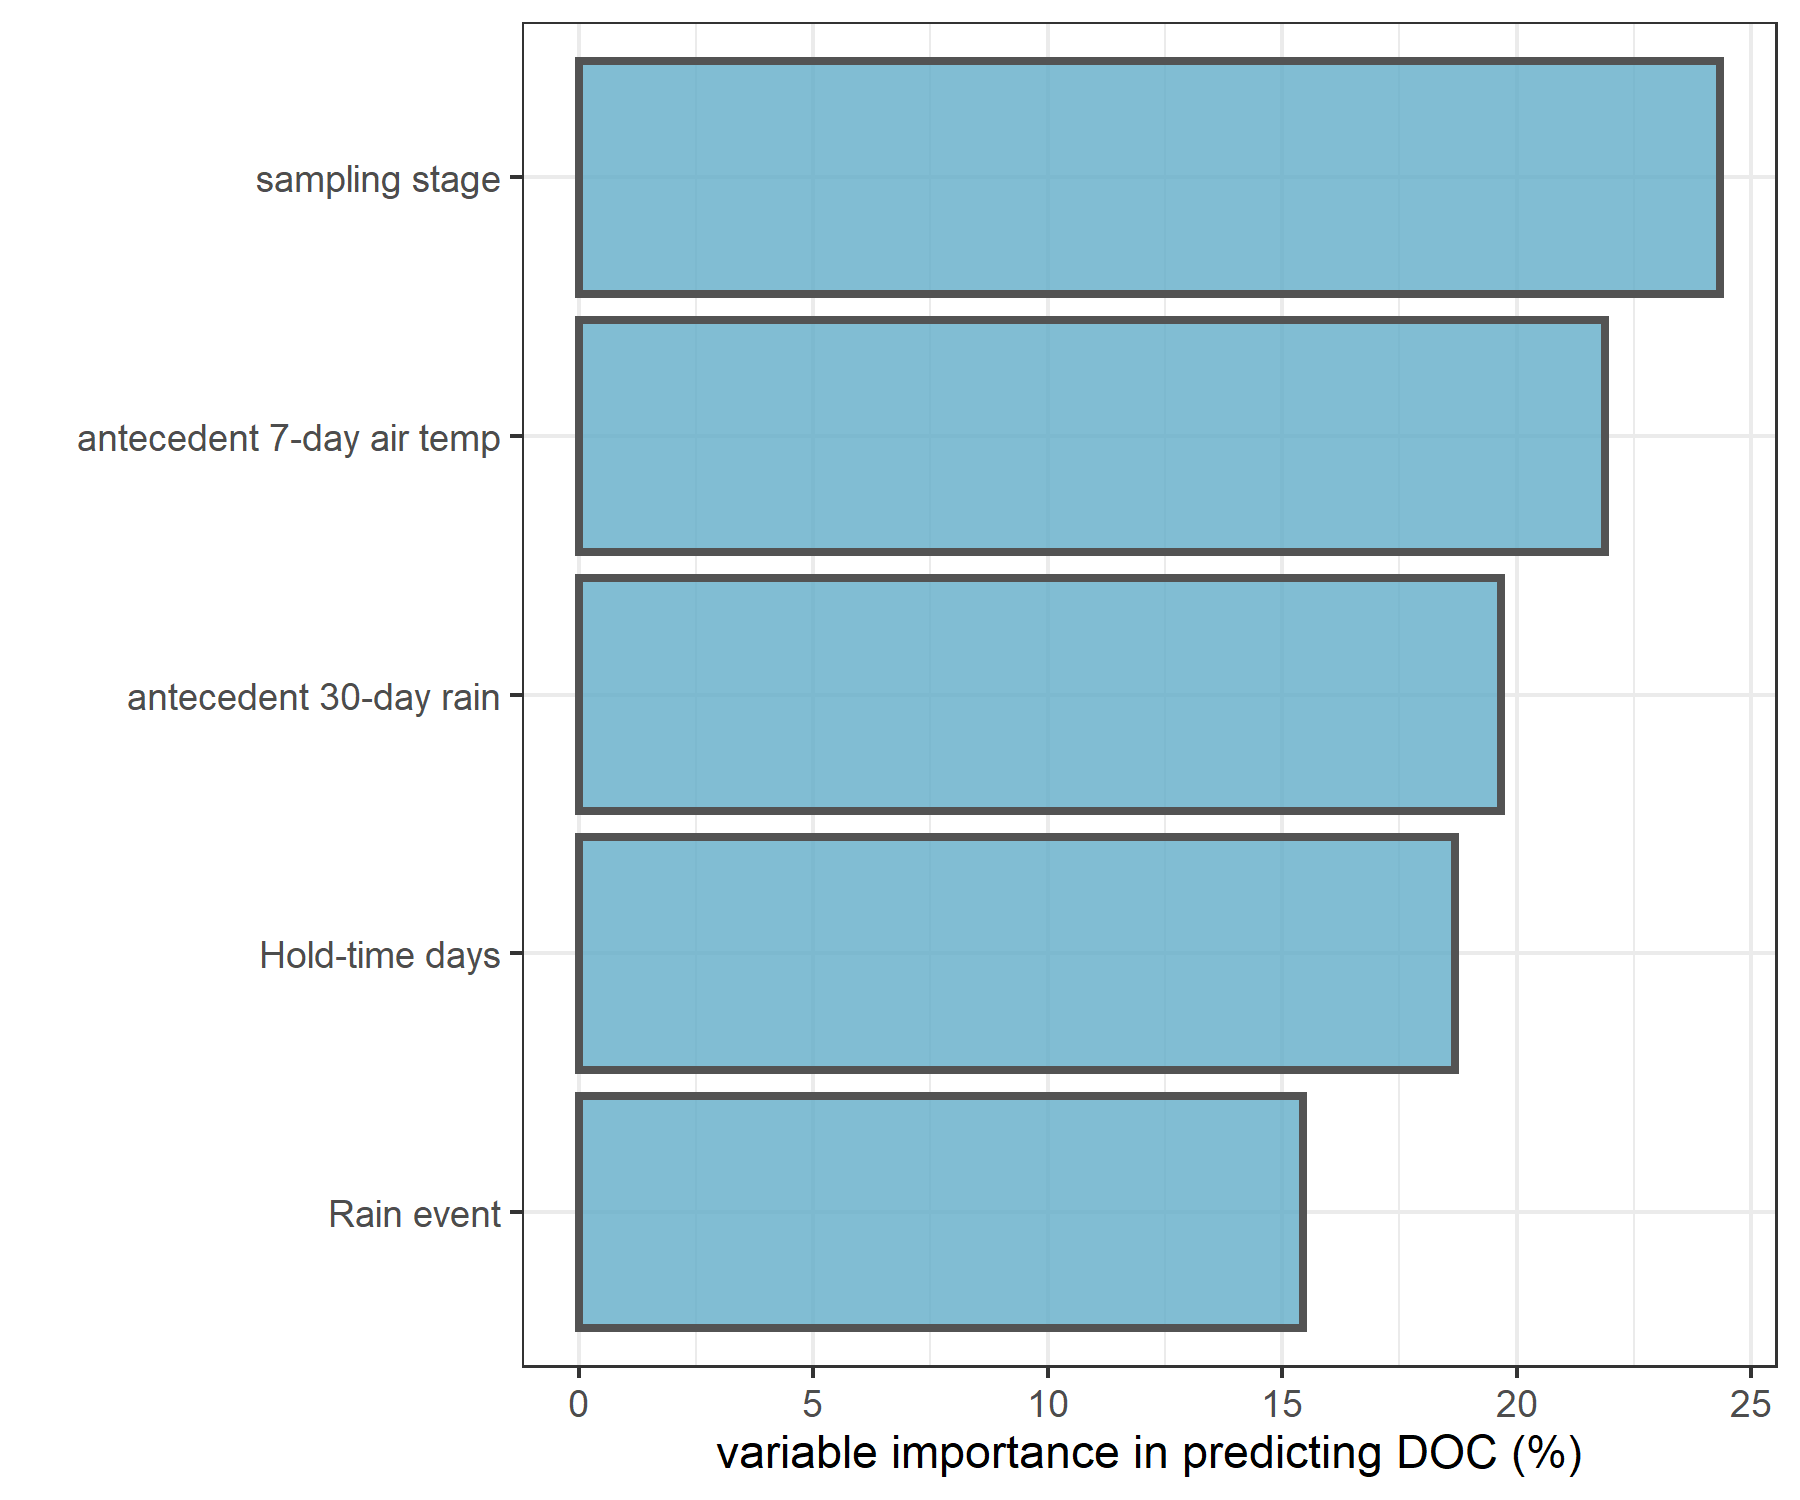 sampling stage
antecedent 7-day air temp
antecedent 30-day rain
Hold-time days
Rain event
0 5 10 15 20 25
variable importance in predicting DOC (%)